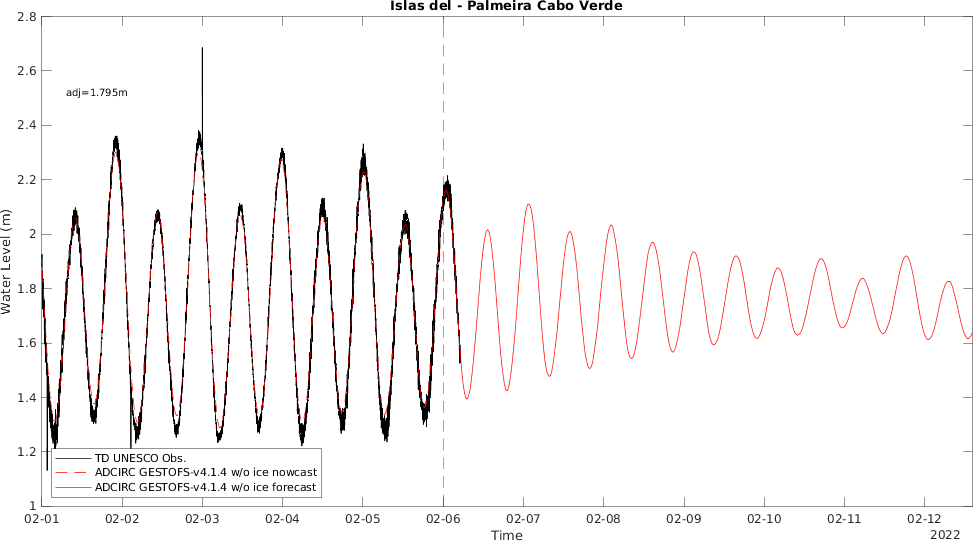 Islas del - Palmeira Cabo Verde
2.8
2.6
adj=1.795m
2.4
2.2
2
Water Level (m)
1.8
1.6
1.4
1.2
TD UNESCO Obs.
ADCIRC GESTOFS-v4.1.4 w/o ice nowcast
ADCIRC GESTOFS-v4.1.4 w/o ice forecast
1
02-01 02-02 02-03 02-04 02-05 02-06 02-07 02-08 02-09 02-10 02-11 02-12
Time
2022